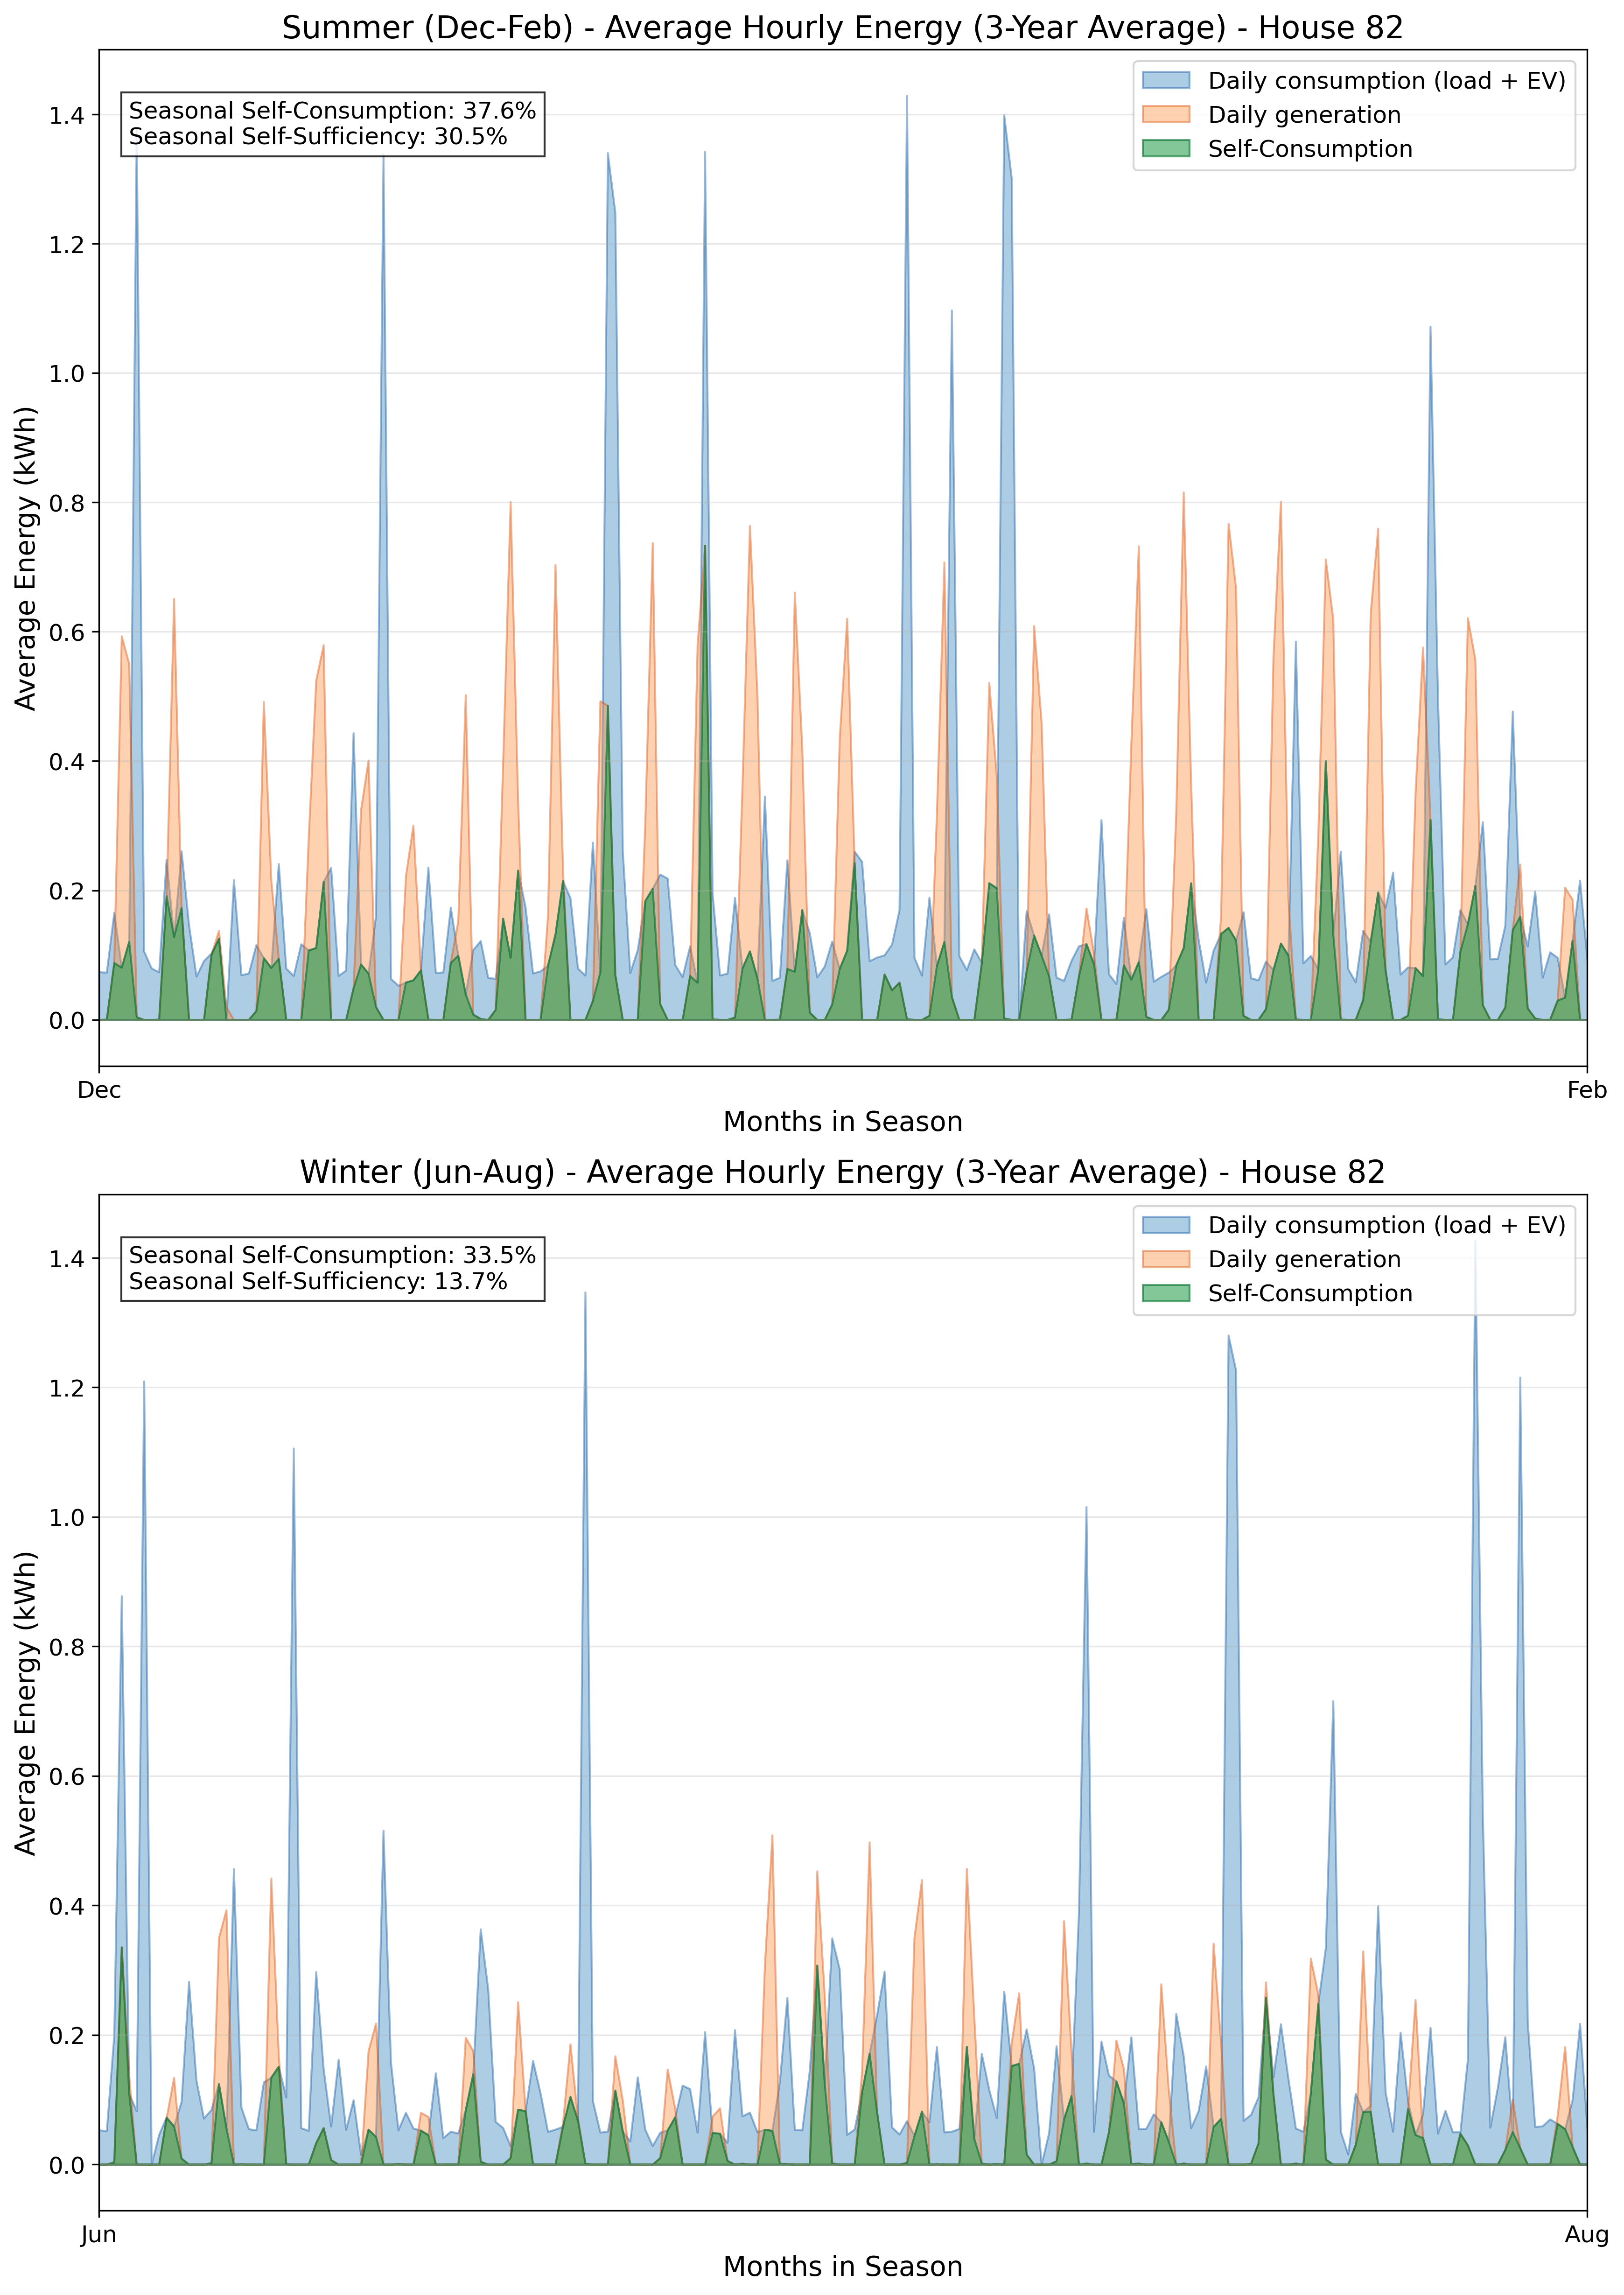 Summer (Dec-Feb) - Average Hourly Energy (3-Year Average) - House 82
Seasonal Self-Consumption: 37.6%
Seasonal Self-Sufficiency: 30.5%
Daily consumption (load + EV)
Daily generation
Self-Consumption
Average Energy (kWh)
1.4
1.2
1.0
0.8
0.6
0.4
0.2
0.0
Dec
Feb
Months in Season
Winter (Jun-Aug) - Average Hourly Energy (3-Year Average) - House 82
Seasonal Self-Consumption: 33.5%
Seasonal Self-Sufficiency: 13.7%
Daily consumption (load + EV)
Daily generation
Self-Consumption
Average Energy (kWh)
1.4
1.2
1.0
0.8
0.6
0.4
0.2
0.0
Jun
Aug
Months in Season